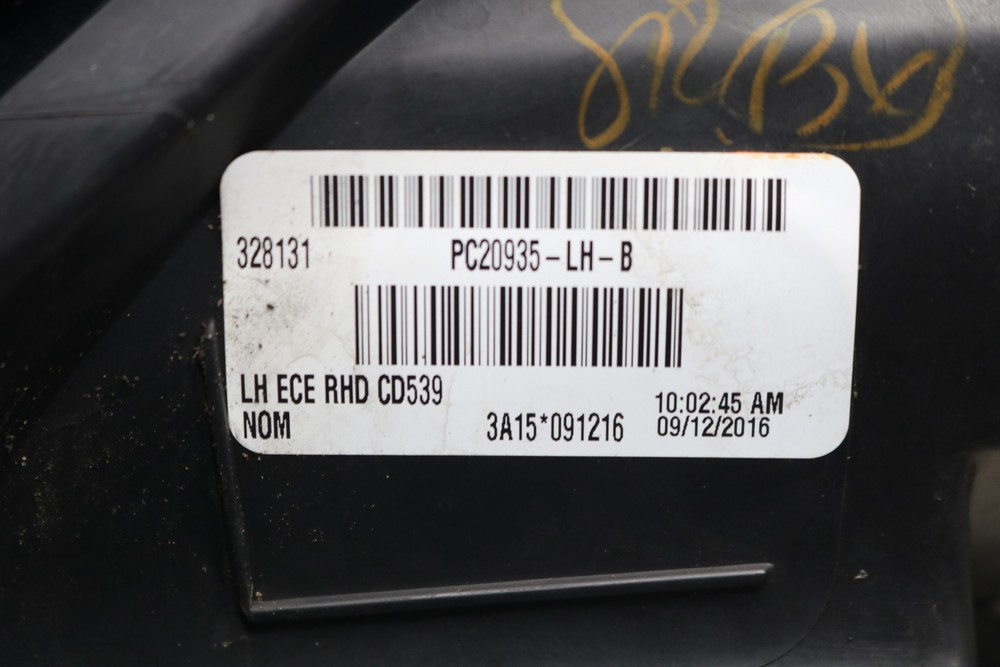 328131
PC20935-LH-B
LH ECE RHD CD539
NOM
3A15*091216
10:02:45 AM
09/12/2016